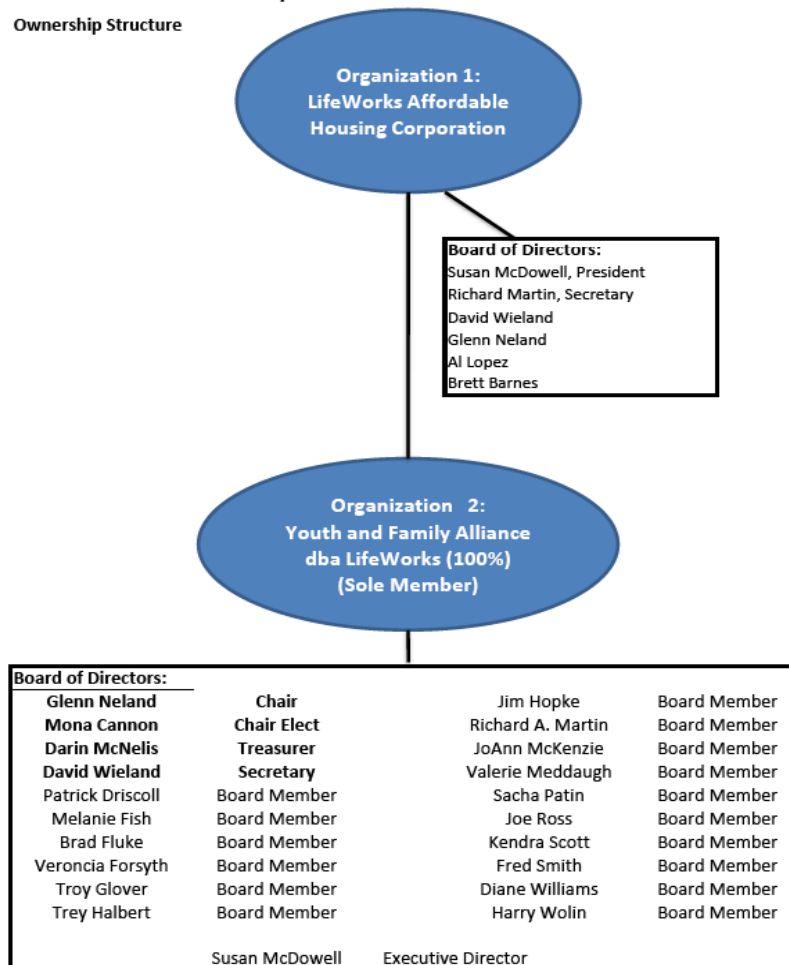 Ownership Structure
Organization 1:
LifeWorks Affordable
Housing Corporation
Board of Directors:
Susan McDowell, President
Richard Martin, Secretary
David Wieland
Glenn Neland
Al Lopez
Brett Barnes
Organization 2:
Youth and Family Alliance
dba LifeWorks (100%)
(Sole Member)
Board of Directors:
Glenn Neland Chair Jim Hopke Board Member
Mona Cannon Chair Elect Richard A. Martin Board Member
Darin McNelis Treasurer JoAnn McKenzie Board Member
David Wieland Secretary Valerie Meddaugh Board Member
Patrick Driscoll Board Member Sacha Patin Board Member
Melanie Fish Board Member Joe Ross Board Member
Brad Fluke Board Member Kendra Scott Board Member
Veroncia Forsyth Board Member Fred Smith Board Member
Troy Glover Board Member Diane Williams Board Member
Trey Halbert Board Member Harry Wolin Board Member
Susan McDowell Executive Director